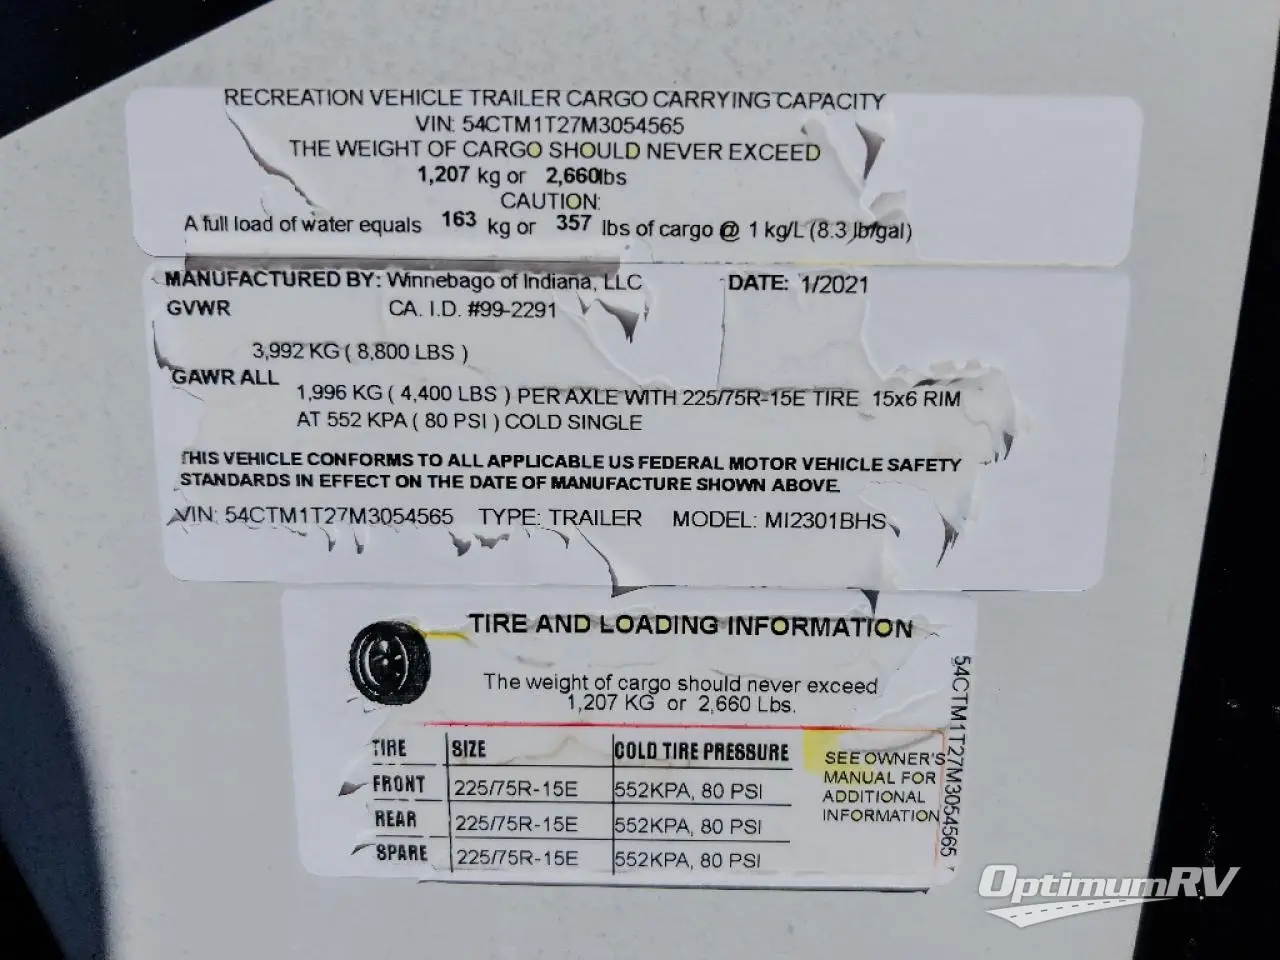 RECREATION VEHICLE TRAILER CARGO CARRYING CAPACITY
VIN: 54CTM1T27M3054565
THE WEIGHT OF CARGO SHOULD NEVER EXCEED
1,207 kg or 2,660lbs
CAUTION:
A full load of water equals 163 kg or 357 lbs of cargo @ 1 kg/L (8.3 lb/gal)
MANUFACTURED BY: Winnebago of Indiana, LLC DATE: 1/2021
GVWR CA. I.D. #99-2291
3,992 KG ( 8,800 LBS )
GAWR ALL
1,996 KG ( 4,400 LBS ) PER AXLE WITH 225/75R-15E TIRE 15x6 RIM
AT 552 KPA ( 80 PSI ) COLD SINGLE
THIS VEHICLE CONFORMS TO ALL APPLICABLE US FEDERAL MOTOR VEHICLE SAFETY
STANDARDS IN EFFECT ON THE DATE OF MANUFACTURE SHOWN ABOVE.
VIN: 54CTM1T27M3054565 TYPE: TRAILER MODEL: MI2301BHS
TIRE AND LOADING INFORMATION
The weight of cargo should never exceed
1,207 KG or 2,660 Lbs.
TIRE SIZE COLD TIRE PRESSURE
FRONT 225/75R-15E 552KPA, 80 PSI
REAR 225/75R-15E 552KPA, 80 PSI
SPARE 225/75R-15E 552KPA, 80 PSI
SEE OWNER'S
MANUAL FOR
ADDITIONAL
INFORMATION
54CTM1T27M3054565
OptimumRV